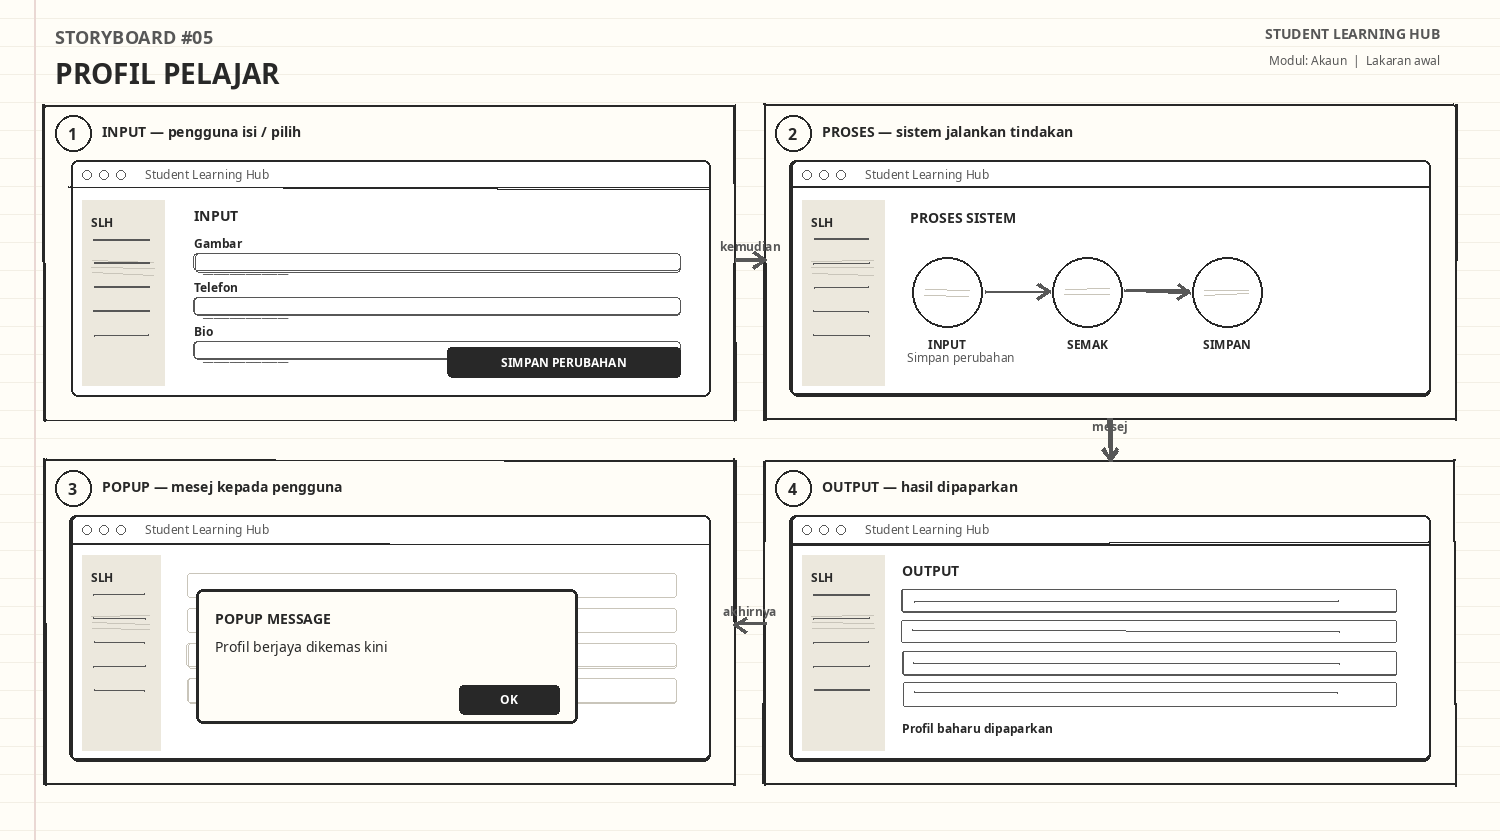 STORYBOARD #05
PROFIL PELAJAR
STUDENT LEARNING HUB
Modul: Akaun | Lakaran awal
1
INPUT — pengguna isi / pilih
Student Learning Hub
SLH
INPUT
Gambar
Telefon
Bio
SIMPAN PERUBAHAN
kemudian
2
PROSES — sistem jalankan tindakan
Student Learning Hub
SLH
PROSES SISTEM
INPUT
SEMAK
SIMPAN
Simpan perubahan
mesej
3
POPUP — mesej kepada pengguna
Student Learning Hub
SLH
POPUP MESSAGE
Profil berjaya dikemas kini
OK
akhirnya
4
OUTPUT — hasil dipaparkan
Student Learning Hub
SLH
OUTPUT
Profil baharu dipaparkan